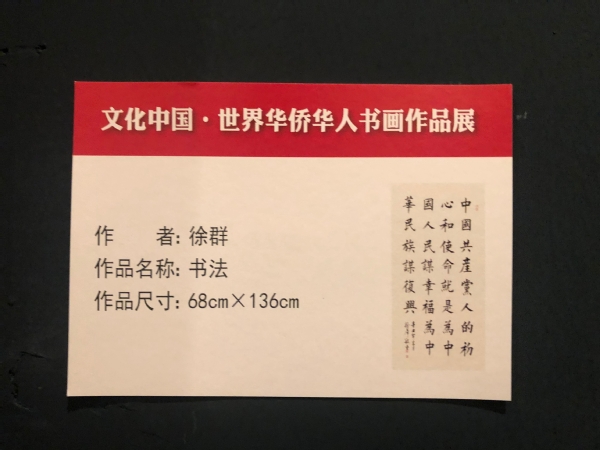 文化中国·世界华侨华人书画作品展
作　　者: 徐群
作品名称: 书法
作品尺寸: 68cm×136cm
中國共產黨人的初
心和使命就是為中
國人民謀幸福為中
華民族謀復興